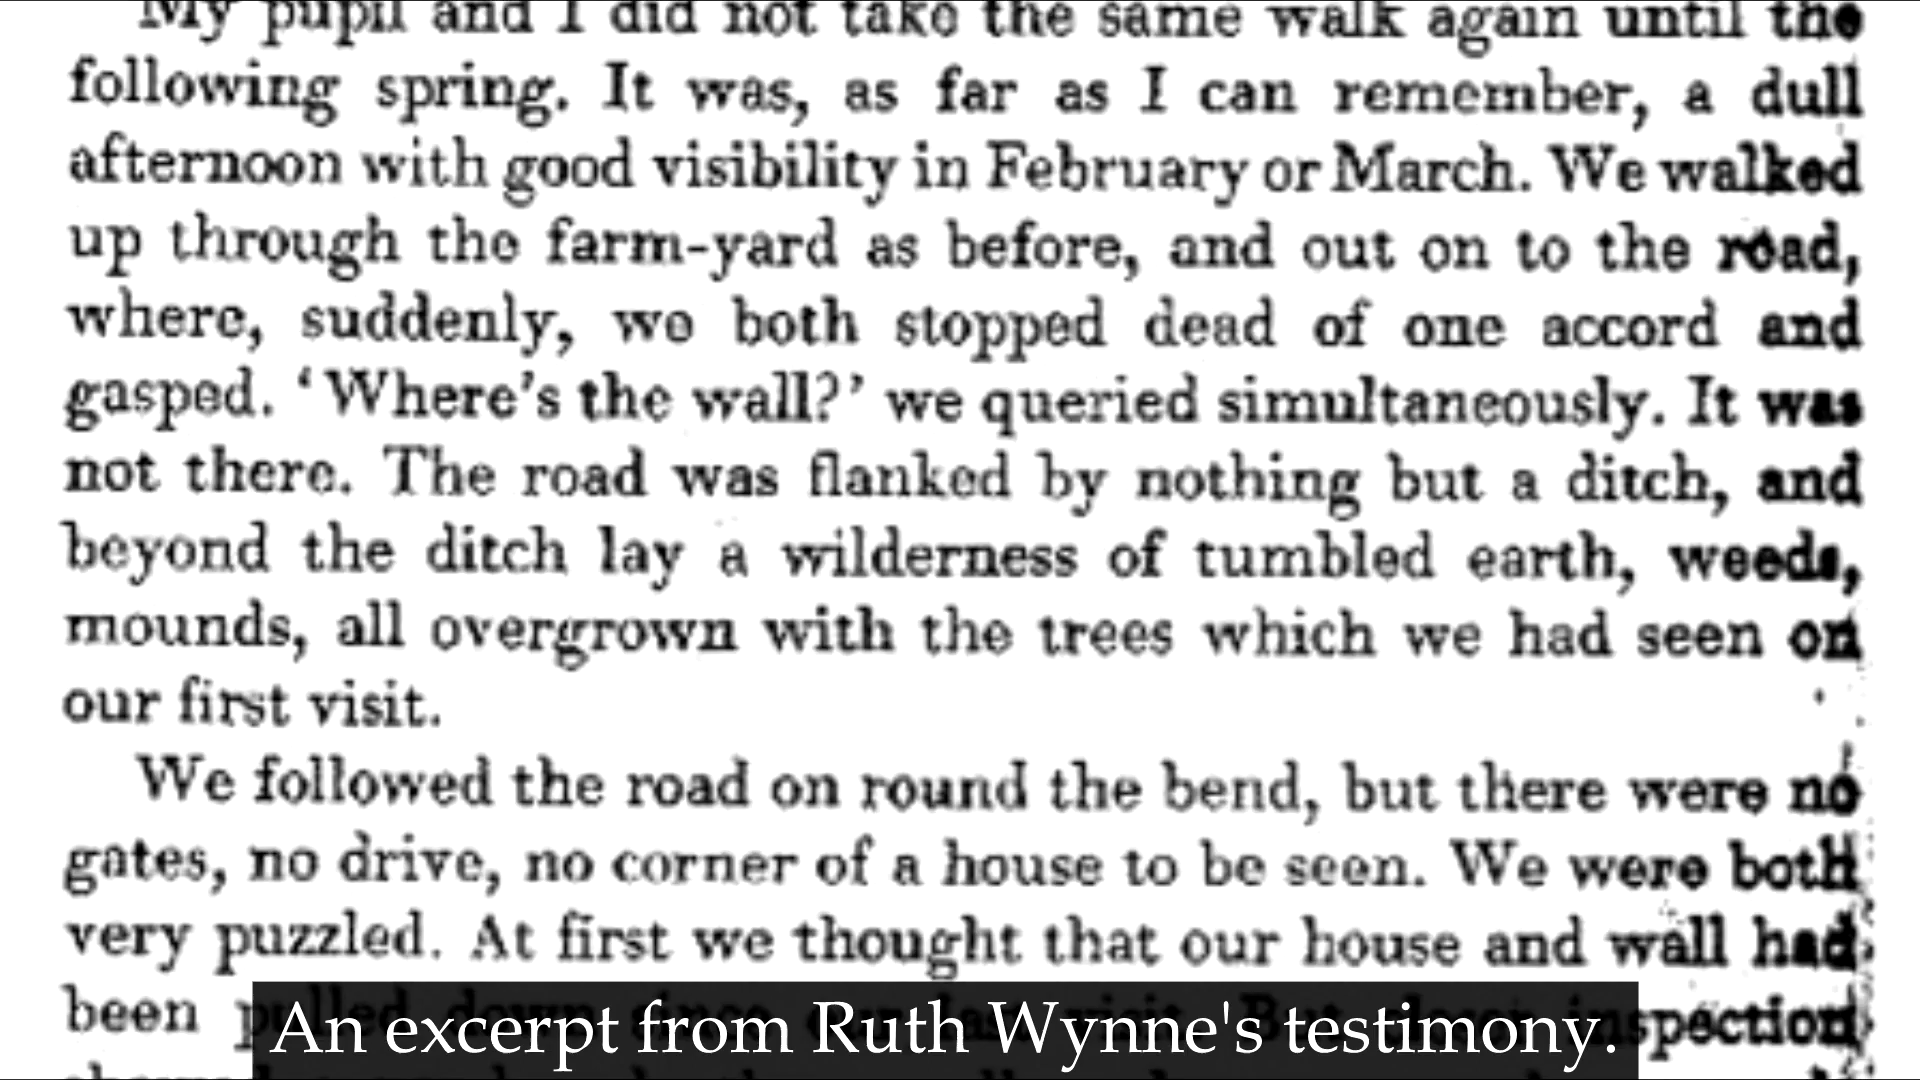 My pupil and I did not take the same walk again until the
following spring. It was, as far as I can remember, a dull
afternoon with good visibility in February or March. We walked
up through the farm-yard as before, and out on to the road,
where, suddenly, we both stopped dead of one accord and
gasped. ‘Where’s the wall?’ we queried simultaneously. It was
not there. The road was flanked by nothing but a ditch, and
beyond the ditch lay a wilderness of tumbled earth, weeds,
mounds, all overgrown with the trees which we had seen on
our first visit.
We followed the road on round the bend, but there were no
gates, no drive, no corner of a house to be seen. We were both
very puzzled. At first we thought that our house and wall had
been
An excerpt from Ruth Wynne's testimony.